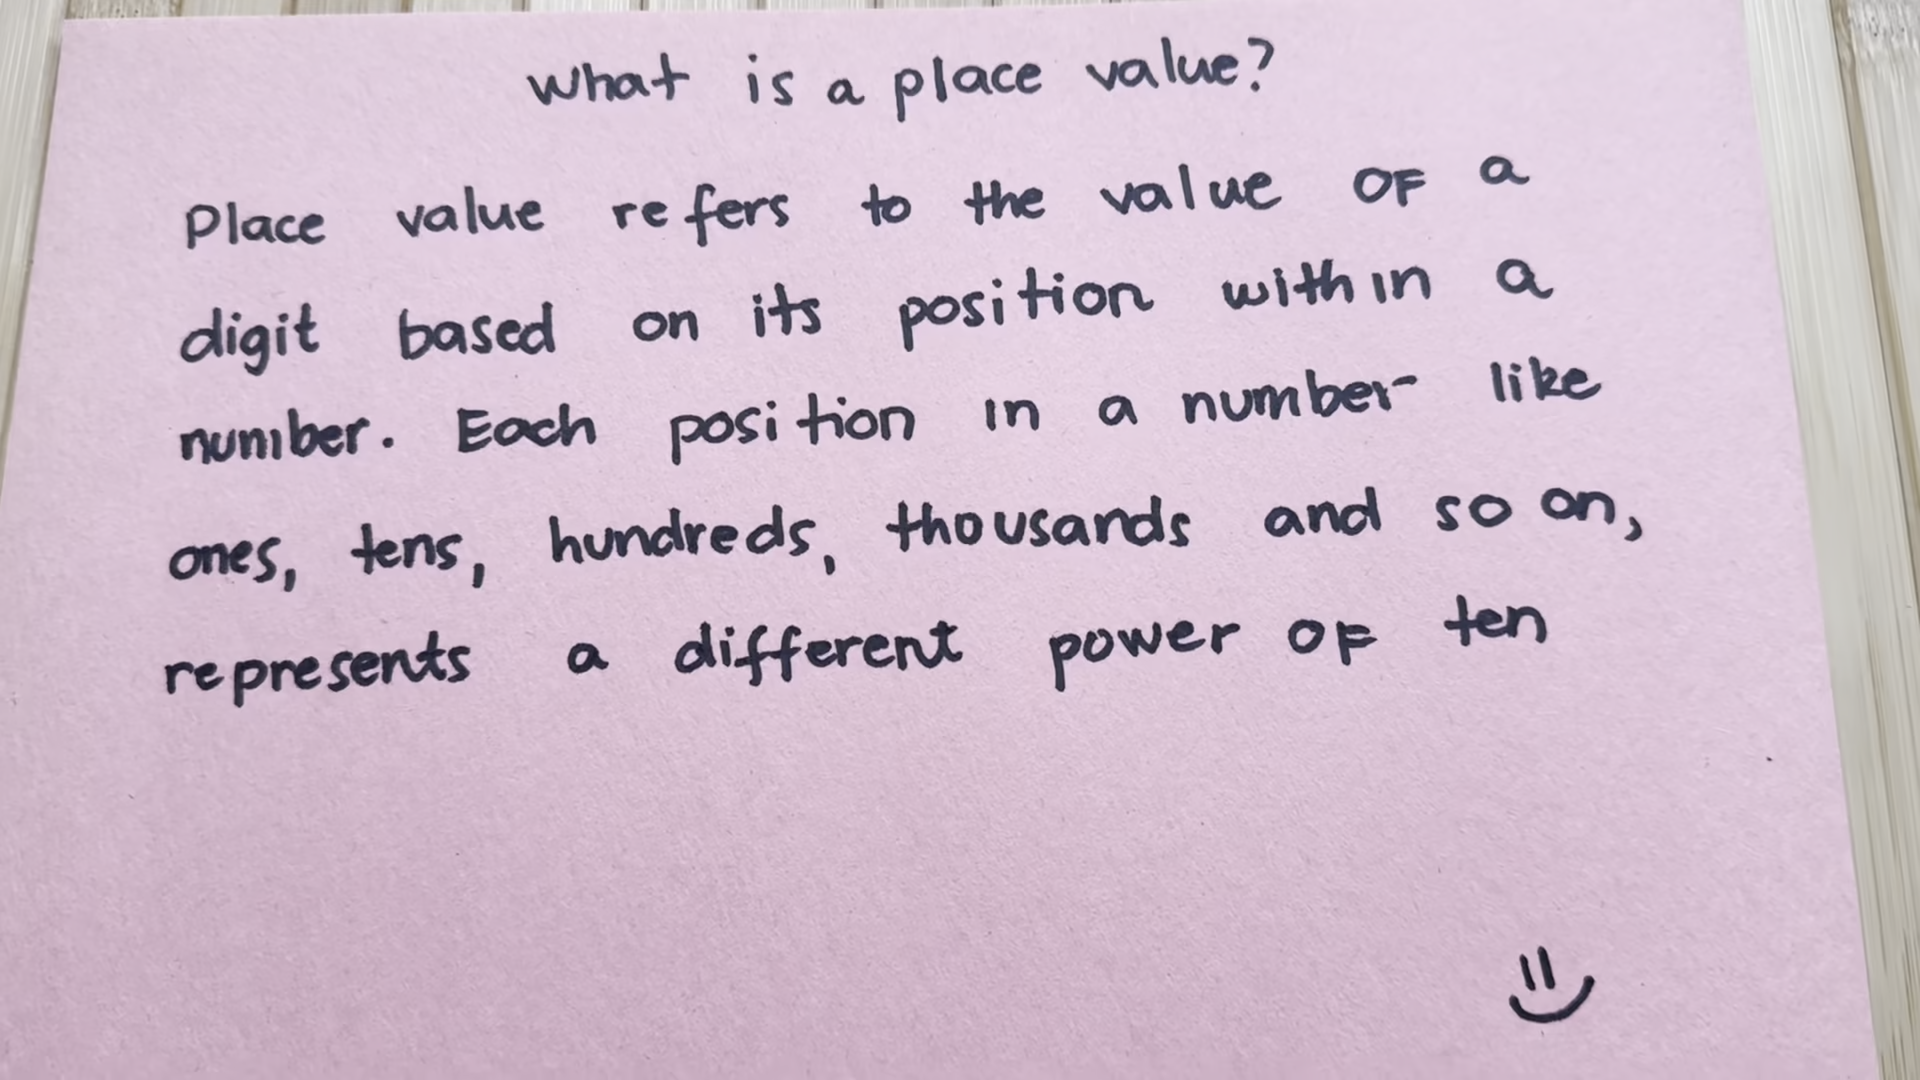 What is a place value?
Place value refers to the value OF a
digit based on its position within a
number. Each position in a number- like
ones, tens, hundreds, thousands and so on,
represents a different power OF ten